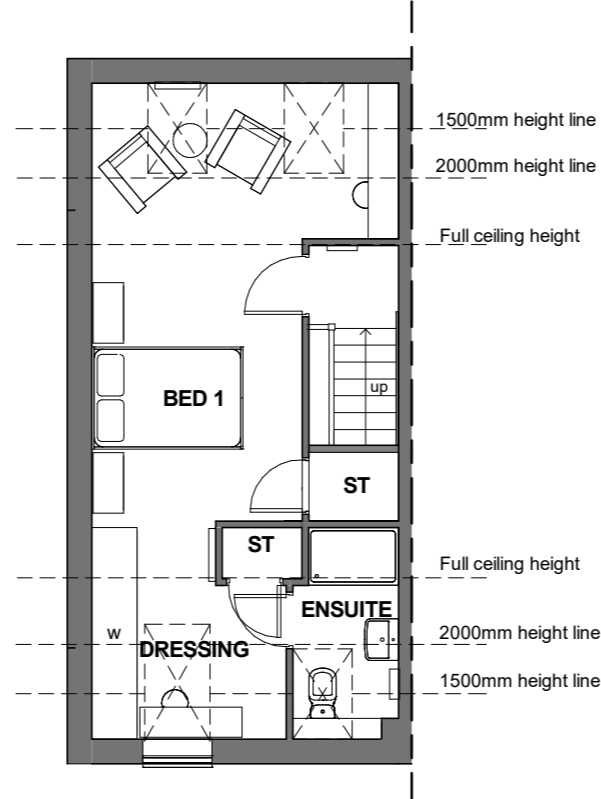 1500mm height line
2000mm height line
Full ceiling height
up
BED 1
ST
ST
Full ceiling height
ENSUITE
W
2000mm height line
DRESSING
1500mm height line